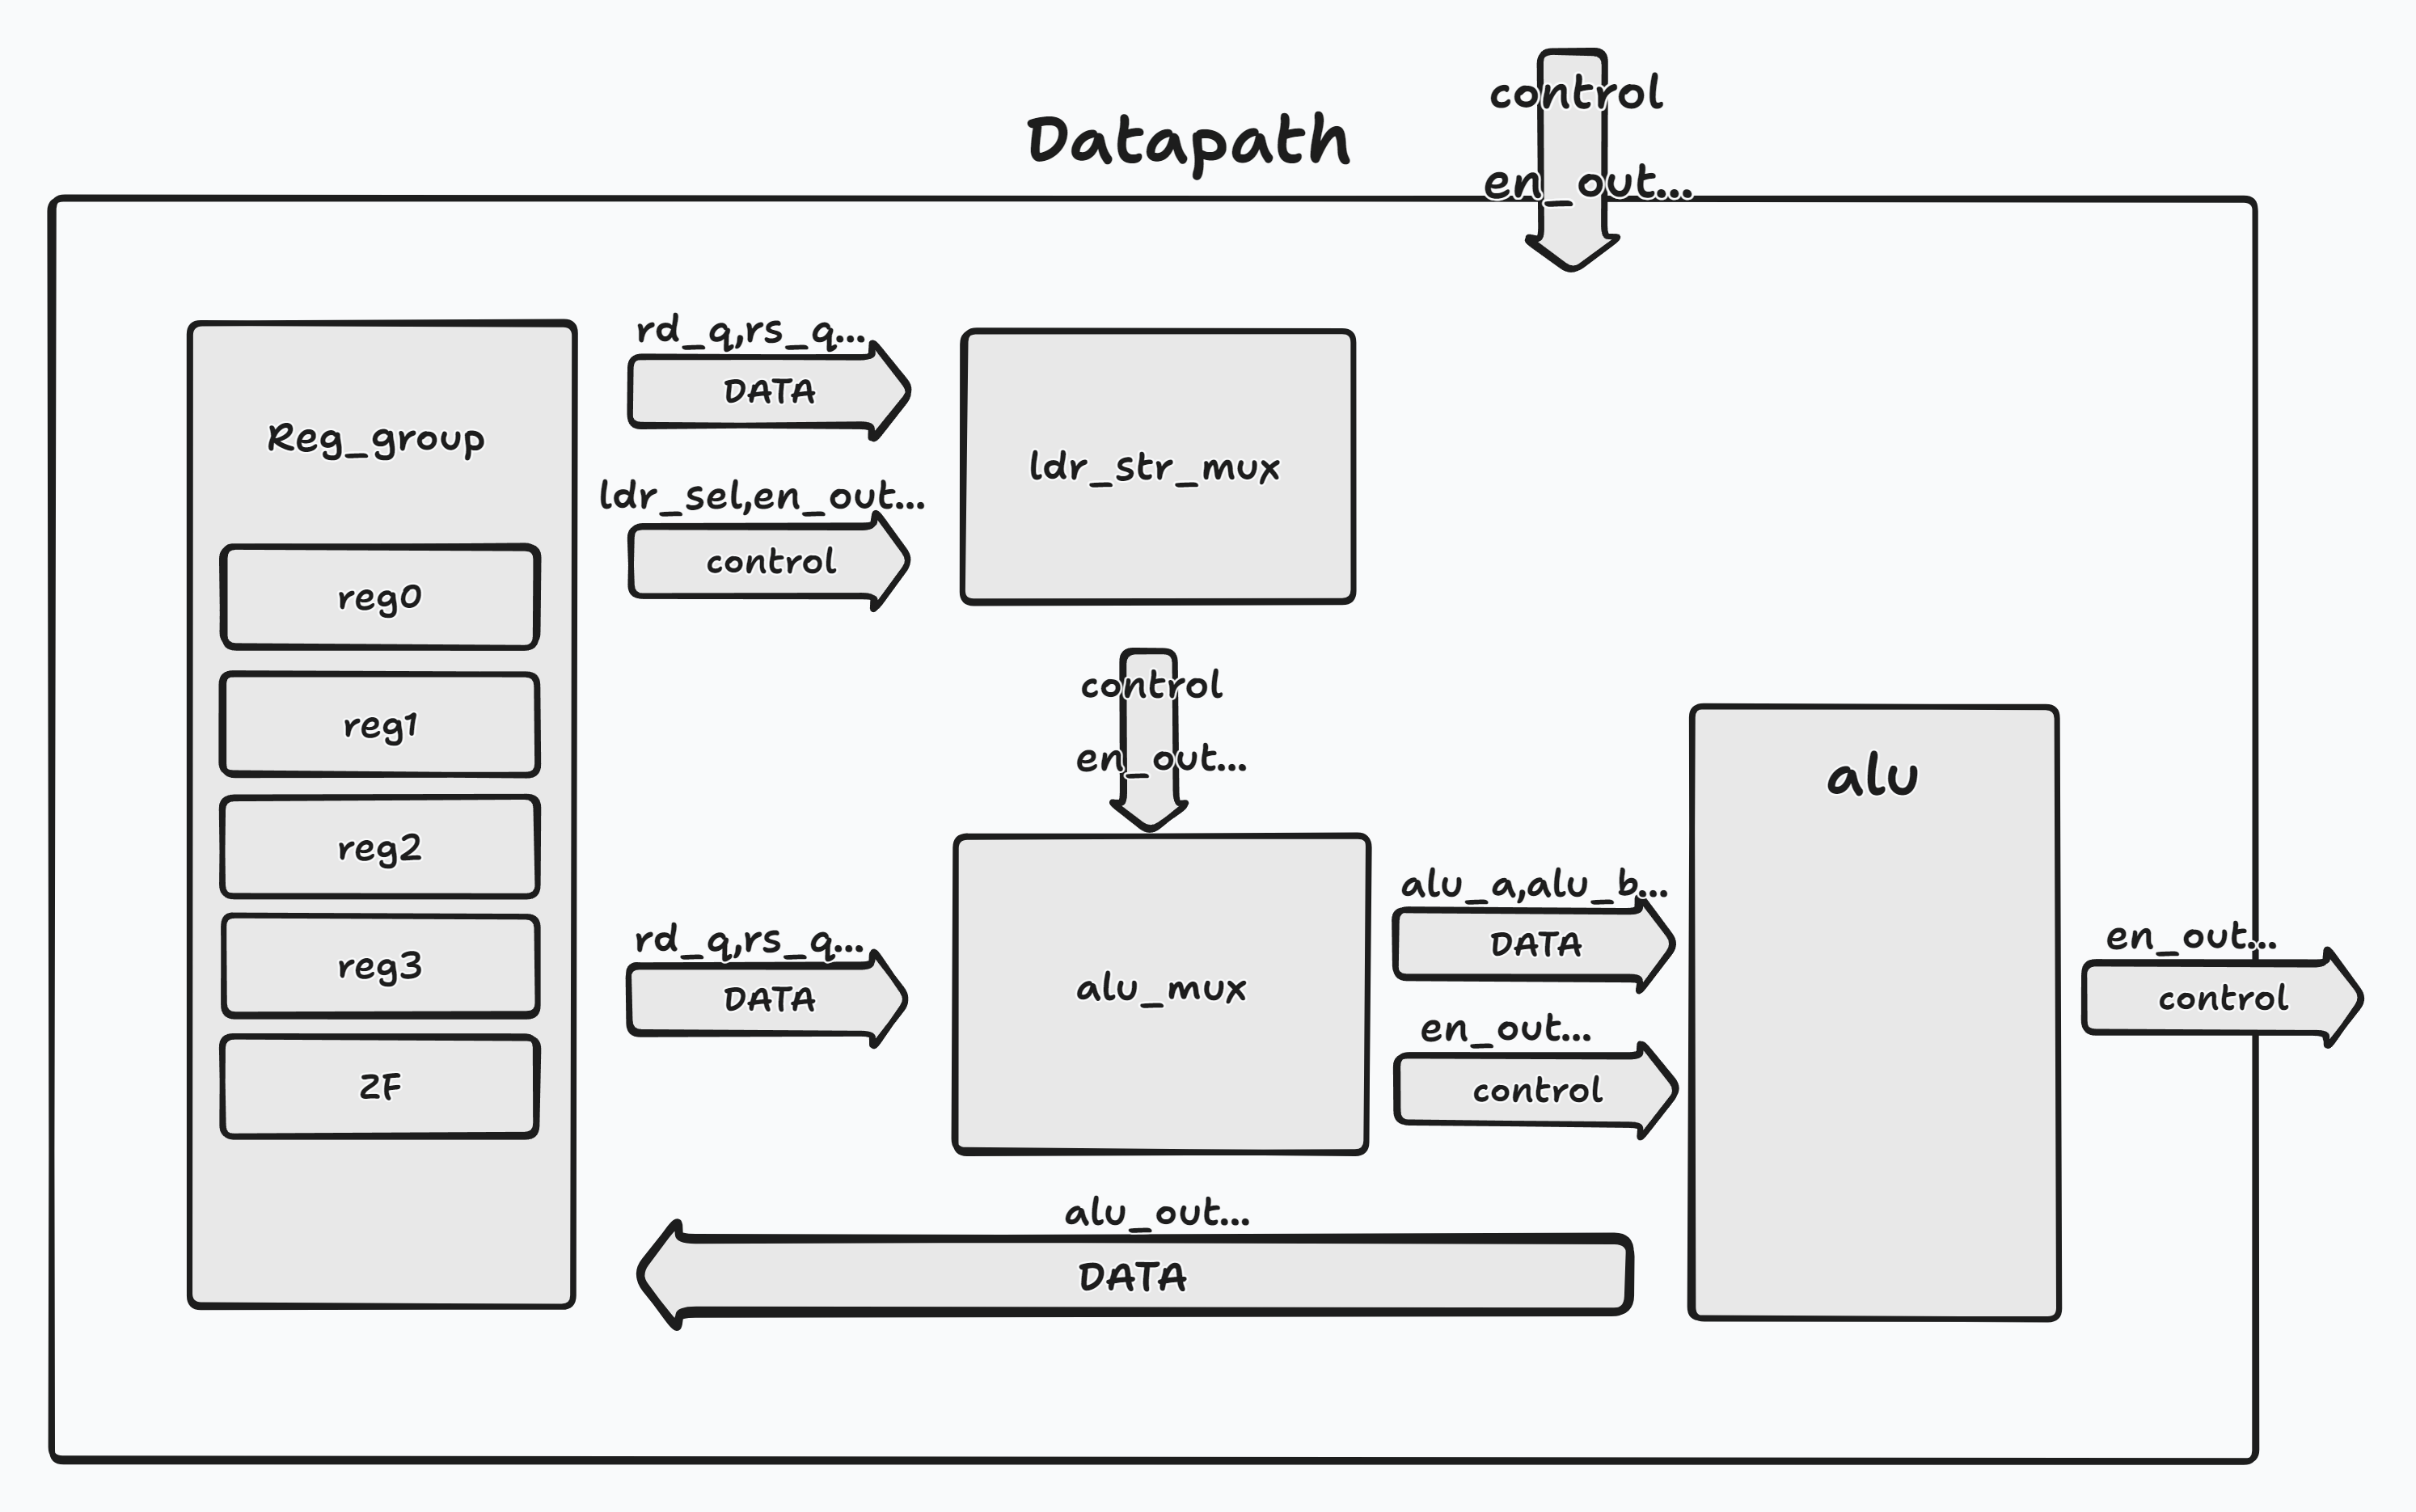 control
Datapath
en_out...
rd_q,rs_q...
DATA
Reg_group
ldr_str_mux
ldr_sel,en_out...
control
reg0
reg1
reg2
reg3
ZF
control
en_out...
alu
rd_q,rs_q...
DATA
alu_mux
alu_a,alu_b...
DATA
en_out...
control
en_out...
control
alu_out...
DATA